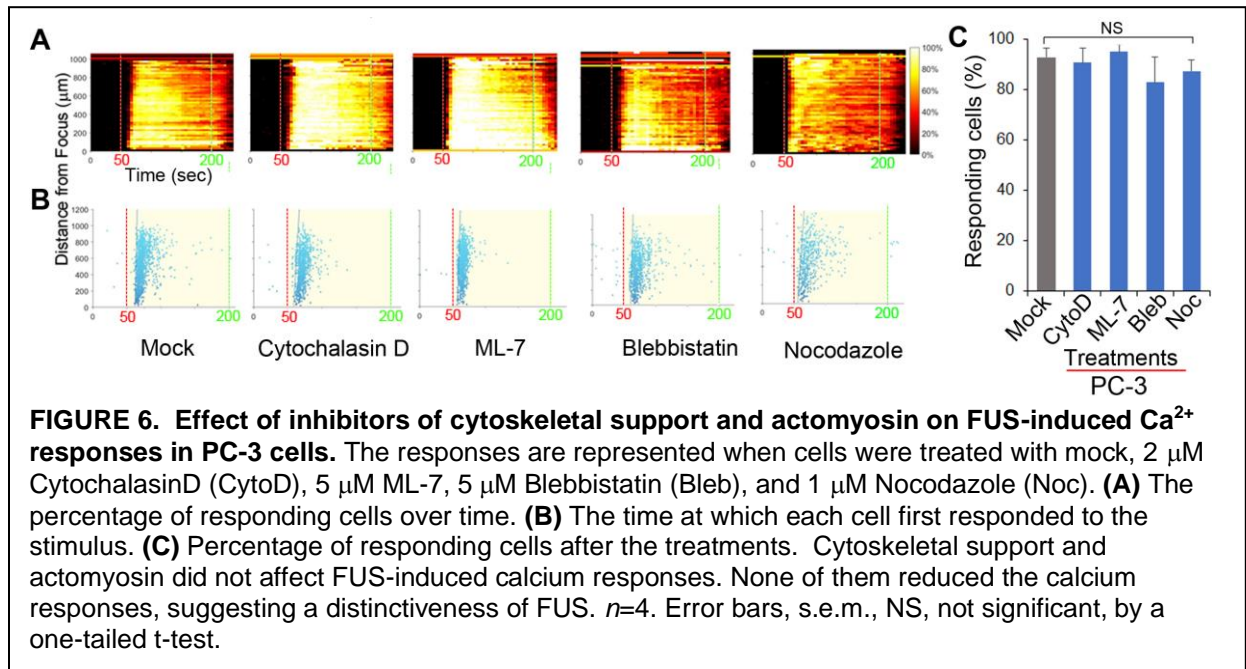 A
Distance from Focus (μm)
1000
800
600
400
200
0
0 50 200
0 50 200
0 50 200
0 50 200
0 50 200
100%
80%
60%
40%
20%
0%
Time (sec)
B
1200
1000
800
600
400
200
0
0 50 200
0 50 200
0 50 200
0 50 200
0 50 200
Mock
Cytochalasin D
ML-7
Blebbistatin
Nocodazole
C
NS
Responding cells (%)
100
80
60
40
20
0
Mock
CytoD
ML-7
Bleb
Noc
Treatments
PC-3
FIGURE 6. Effect of inhibitors of cytoskeletal support and actomyosin on FUS-induced Ca²⁺
responses in PC-3 cells. The responses are represented when cells were treated with mock, 2 μM
CytochalasinD (CytoD), 5 μM ML-7, 5 μM Blebbistatin (Bleb), and 1 μM Nocodazole (Noc). (A) The
percentage of responding cells over time. (B) The time at which each cell first responded to the
stimulus. (C) Percentage of responding cells after the treatments. Cytoskeletal support and
actomyosin did not affect FUS-induced calcium responses. None of them reduced the calcium
responses, suggesting a distinctiveness of FUS. n=4. Error bars, s.e.m., NS, not significant, by a
one-tailed t-test.